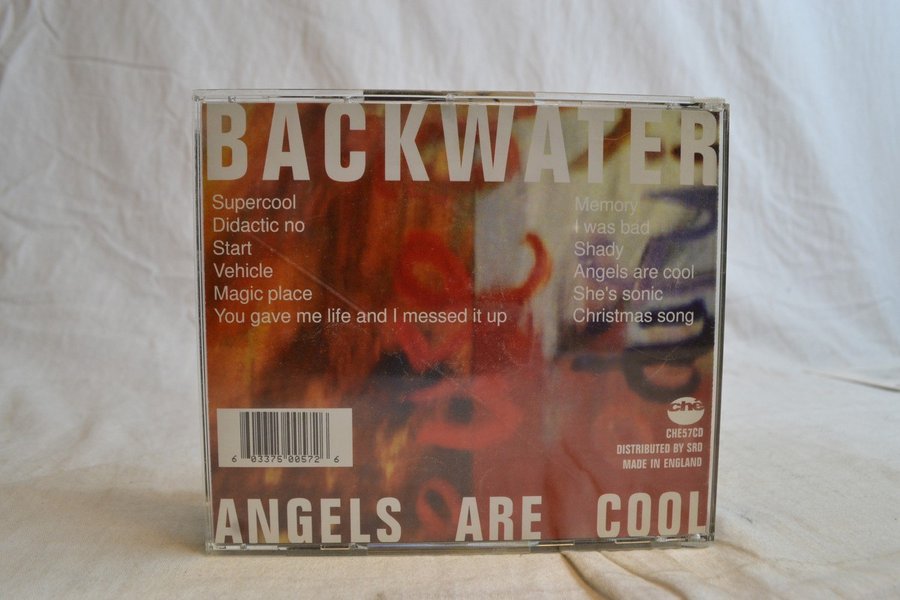 BACKWATER
Supercool
Didactic no
Start
Vehicle
Magic place
You gave me life and I messed it up
Memory
I was bad
Shady
Angels are cool
She's sonic
Christmas song
ché
CHE57CD
DISTRIBUTED BY SRD
MADE IN ENGLAND
6 03375 00572 6
ANGELS ARE COOL